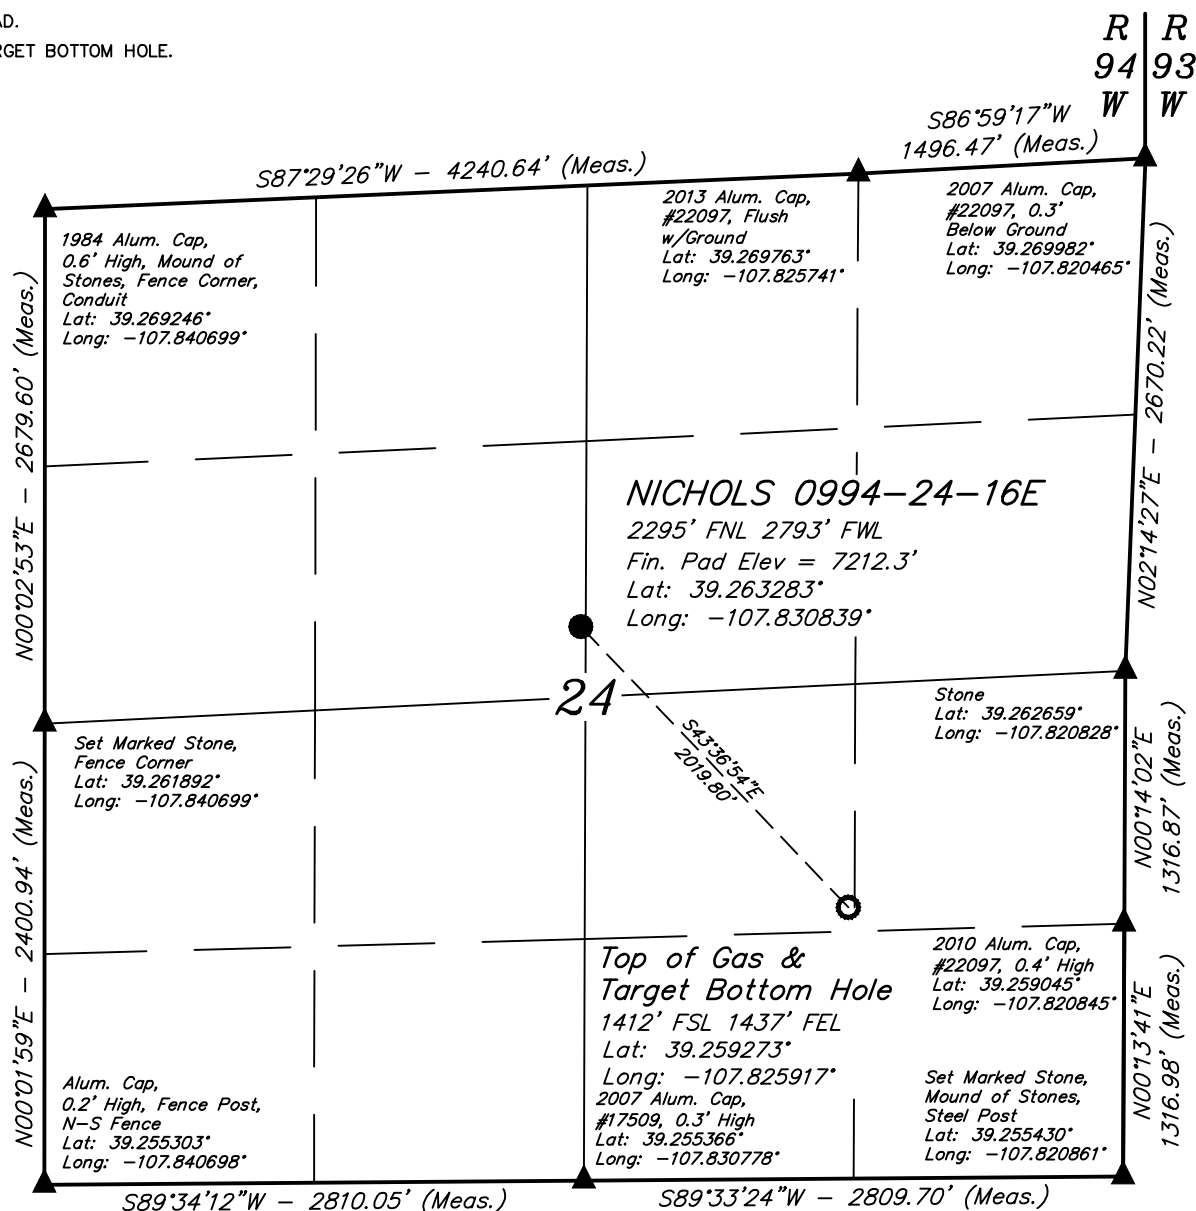 AD.
RGET BOTTOM HOLE.
R R
94 93
W W
S86°59'17"W
1496.47' (Meas.)
S87°29'26"W – 4240.64' (Meas.)
1984 Alum. Cap,
0.6' High, Mound of
Stones, Fence Corner,
Conduit
Lat: 39.269246°
Long: –107.840699°
2013 Alum. Cap,
#22097, Flush
w/Ground
Lat: 39.269763°
Long: –107.825741°
2007 Alum. Cap,
#22097, 0.3'
Below Ground
Lat: 39.269982°
Long: –107.820465°
N00°02'53"E – 2679.60' (Meas.)
N02°14'27"E – 2670.22' (Meas.)
NICHOLS 0994–24–16E
2295' FNL 2793' FWL
Fin. Pad Elev = 7212.3'
Lat: 39.263283°
Long: –107.830839°
24
Stone
Lat: 39.262659°
Long: –107.820828°
Set Marked Stone,
Fence Corner
Lat: 39.261892°
Long: –107.840699°
S43°36'54"E
2019.80'
N00°14'02"E
1316.87' (Meas.)
N00°01'59"E – 2400.94' (Meas.)
Top of Gas &
Target Bottom Hole
1412' FSL 1437' FEL
Lat: 39.259273°
Long: –107.825917°
2010 Alum. Cap,
#22097, 0.4' High
Lat: 39.259045°
Long: –107.820845°
N00°13'41"E
1316.98' (Meas.)
Alum. Cap,
0.2' High, Fence Post,
N–S Fence
Lat: 39.255303°
Long: –107.840698°
2007 Alum. Cap,
#17509, 0.3' High
Lat: 39.255366°
Long: –107.830778°
Set Marked Stone,
Mound of Stones,
Steel Post
Lat: 39.255430°
Long: –107.820861°
S89°34'12"W – 2810.05' (Meas.)
S89°33'24"W – 2809.70' (Meas.)